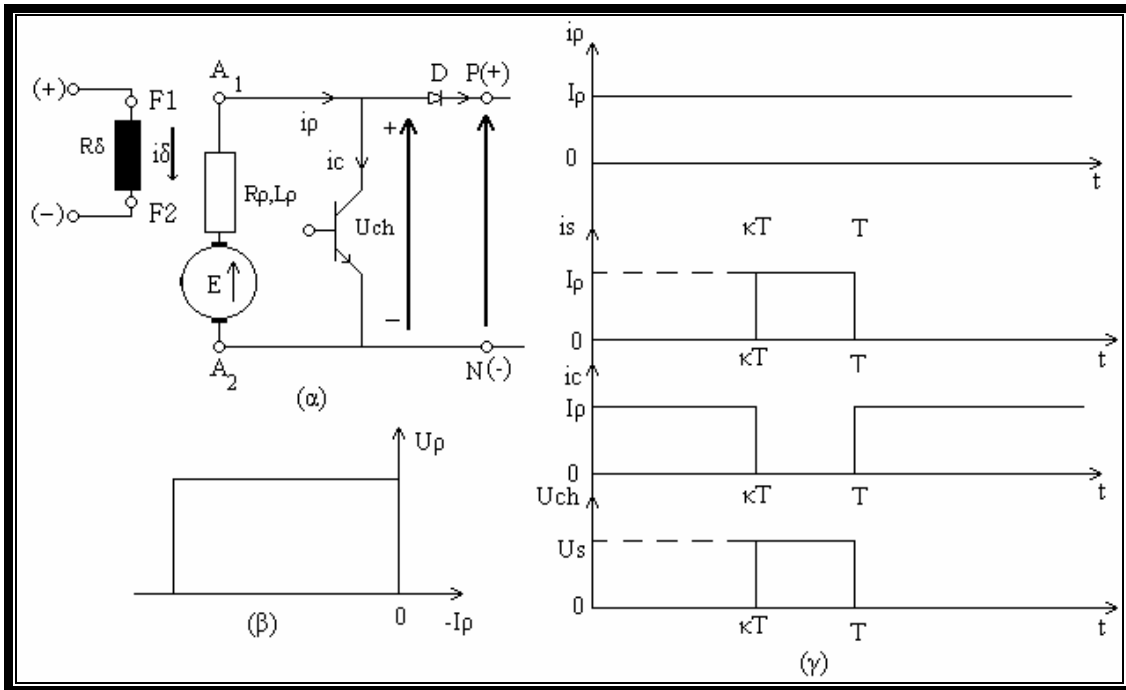 A1
D
P(+)
(+)
F1
iρ
Rδ
iδ
+
ic
Rρ,Lρ
(-)
F2
Uch
E
−
A2
N(-)
(α)
Uρ
0
-Iρ
(β)
iρ
Iρ
0
t
is
κT
T
Iρ
0
κT
T
t
ic
Iρ
0
κT
T
t
Uch
Us
0
κT
T
t
(γ)